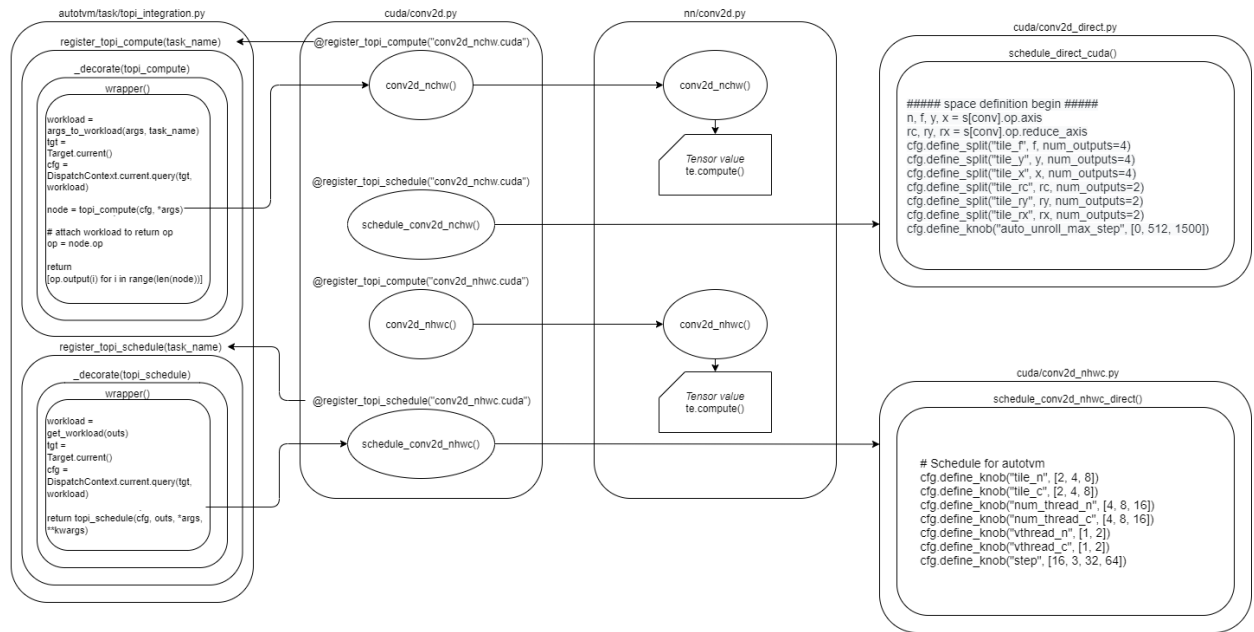 autotvm/task/topi_integration.py
register_topi_compute(task_name)
_decorate(topi_compute)
wrapper()
workload =
args_to_workload(args, task_name)
tgt =
Target.current()
cfg =
DispatchContext.current.query(tgt,
workload)
node = topi_compute(cfg, *args)
# attach workload to return op
op = node.op
return
[op.output(i) for i in range(len(node))]
register_topi_schedule(task_name)
_decorate(topi_schedule)
wrapper()
workload =
get_workload(outs)
tgt =
Target.current()
cfg =
DispatchContext.current.query(tgt,
workload)
return topi_schedule(cfg, outs, *args,
**kwargs)
cuda/conv2d.py
@register_topi_compute("conv2d_nchw.cuda")
conv2d_nchw()
@register_topi_schedule("conv2d_nchw.cuda")
schedule_conv2d_nchw()
@register_topi_compute("conv2d_nhwc.cuda")
conv2d_nhwc()
@register_topi_schedule("conv2d_nhwc.cuda")
schedule_conv2d_nhwc()
nn/conv2d.py
conv2d_nchw()
Tensor value
te.compute()
conv2d_nhwc()
Tensor value
te.compute()
cuda/conv2d_direct.py
schedule_direct_cuda()
##### space definition begin #####
n, f, y, x = s[conv].op.axis
rc, ry, rx = s[conv].op.reduce_axis
cfg.define_split("tile_f", f, num_outputs=4)
cfg.define_split("tile_y", y, num_outputs=4)
cfg.define_split("tile_x", x, num_outputs=4)
cfg.define_split("tile_rc", rc, num_outputs=2)
cfg.define_split("tile_ry", ry, num_outputs=2)
cfg.define_split("tile_rx", rx, num_outputs=2)
cfg.define_knob("auto_unroll_max_step", [0, 512, 1500])
cuda/conv2d_nhwc.py
schedule_conv2d_nhwc_direct()
# Schedule for autotvm
cfg.define_knob("tile_n", [2, 4, 8])
cfg.define_knob("tile_c", [2, 4, 8])
cfg.define_knob("num_thread_n", [4, 8, 16])
cfg.define_knob("num_thread_c", [4, 8, 16])
cfg.define_knob("vthread_n", [1, 2])
cfg.define_knob("vthread_c", [1, 2])
cfg.define_knob("step", [16, 3, 32, 64])